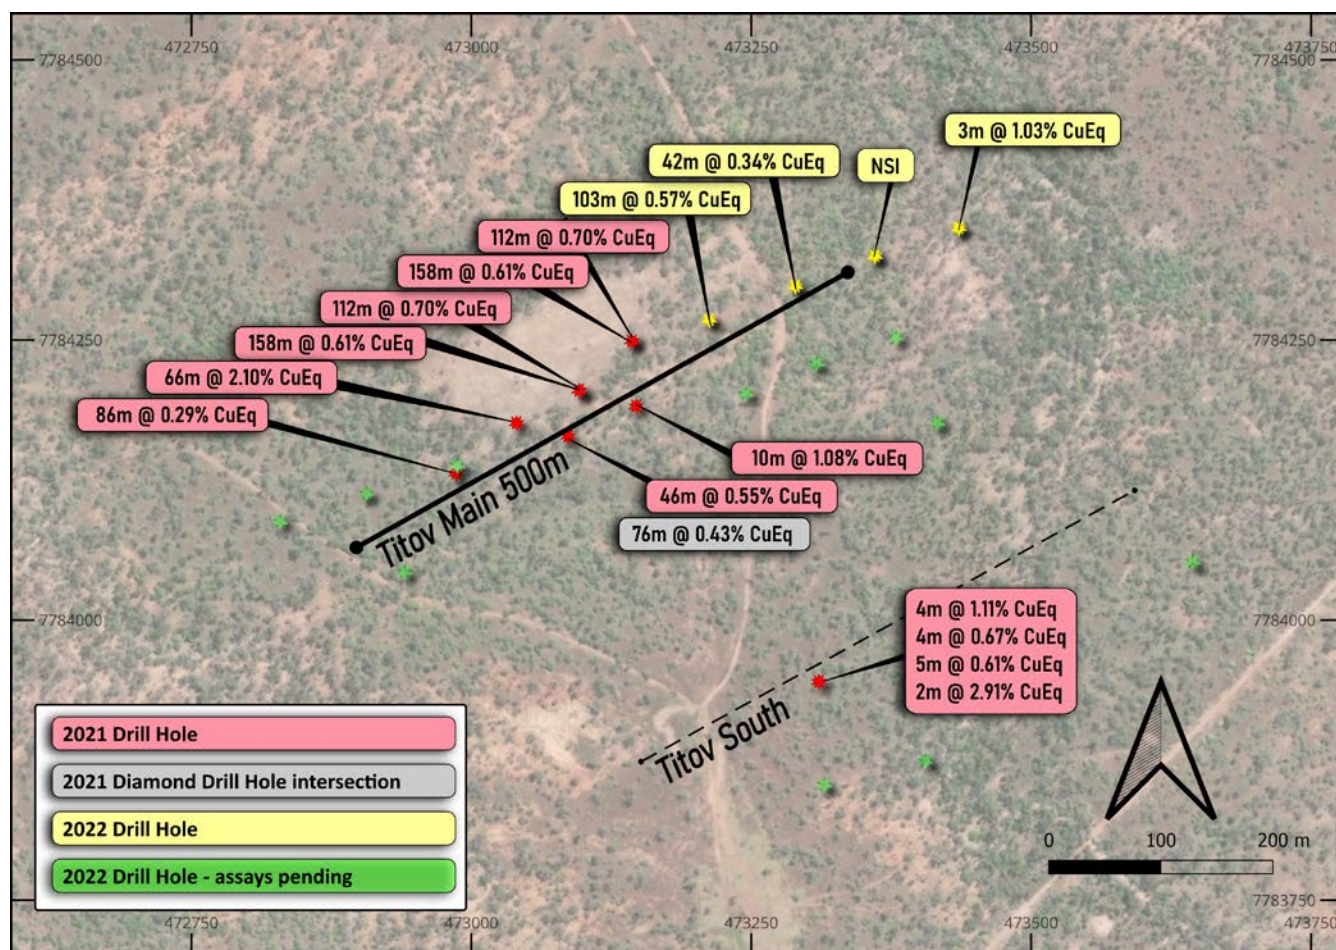 472750
473000
473250
473500
473750
7784500
7784500
3m @ 1.03% CuEq
42m @ 0.34% CuEq
NSI
103m @ 0.57% CuEq
112m @ 0.70% CuEq
158m @ 0.61% CuEq
112m @ 0.70% CuEq
158m @ 0.61% CuEq
7784250
7784250
66m @ 2.10% CuEq
86m @ 0.29% CuEq
10m @ 1.08% CuEq
46m @ 0.55% CuEq
76m @ 0.43% CuEq
Titov Main 500m
7784000
7784000
4m @ 1.11% CuEq
4m @ 0.67% CuEq
5m @ 0.61% CuEq
2m @ 2.91% CuEq
Titov South
2021 Drill Hole
2021 Diamond Drill Hole intersection
2022 Drill Hole
2022 Drill Hole - assays pending
0 100 200 m
7783750
472750
473000
473250
473500
473750